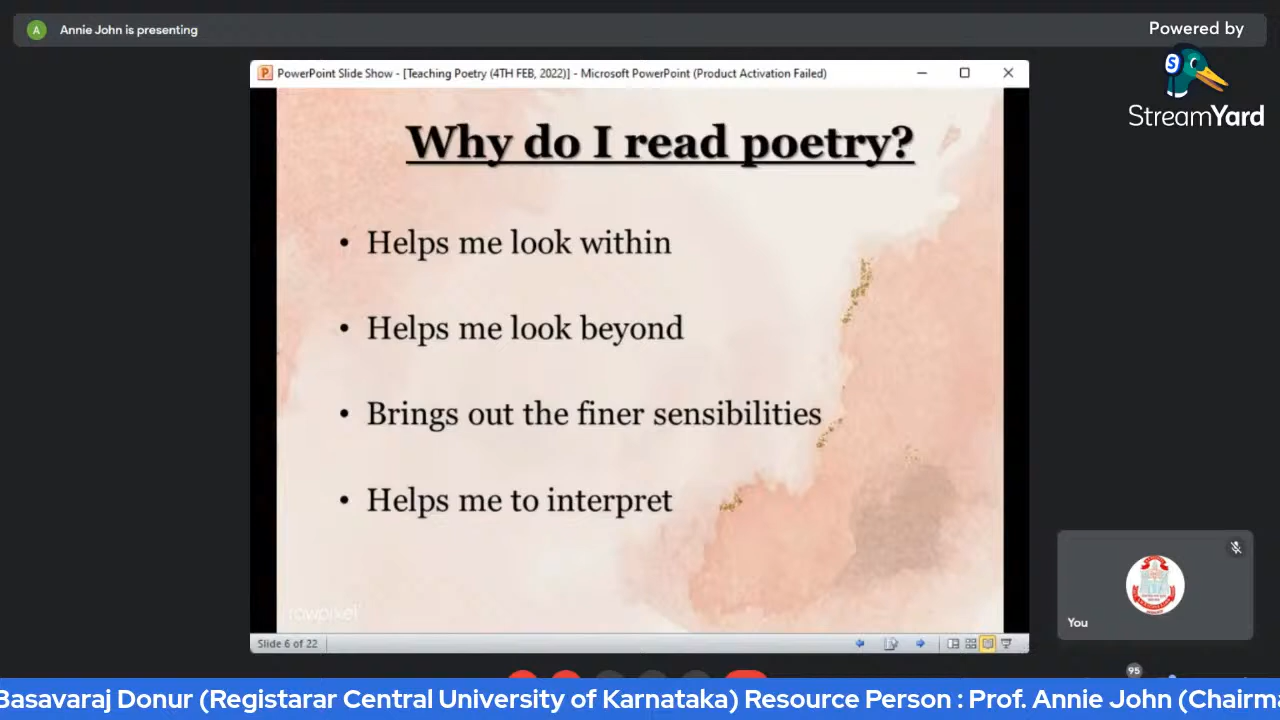 A Annie John is presenting
Powered by
S
StreamYard
P PowerPoint Slide Show - [Teaching Poetry (4TH FEB, 2022)] - Microsoft PowerPoint (Product Activation Failed)
Why do I read poetry?
• Helps me look within
• Helps me look beyond
• Brings out the finer sensibilities
• Helps me to interpret
rawpixel
You
Slide 6 of 22
95
Basavaraj Donur (Registarar Central University of Karnataka) Resource Person : Prof. Annie John (Chairma